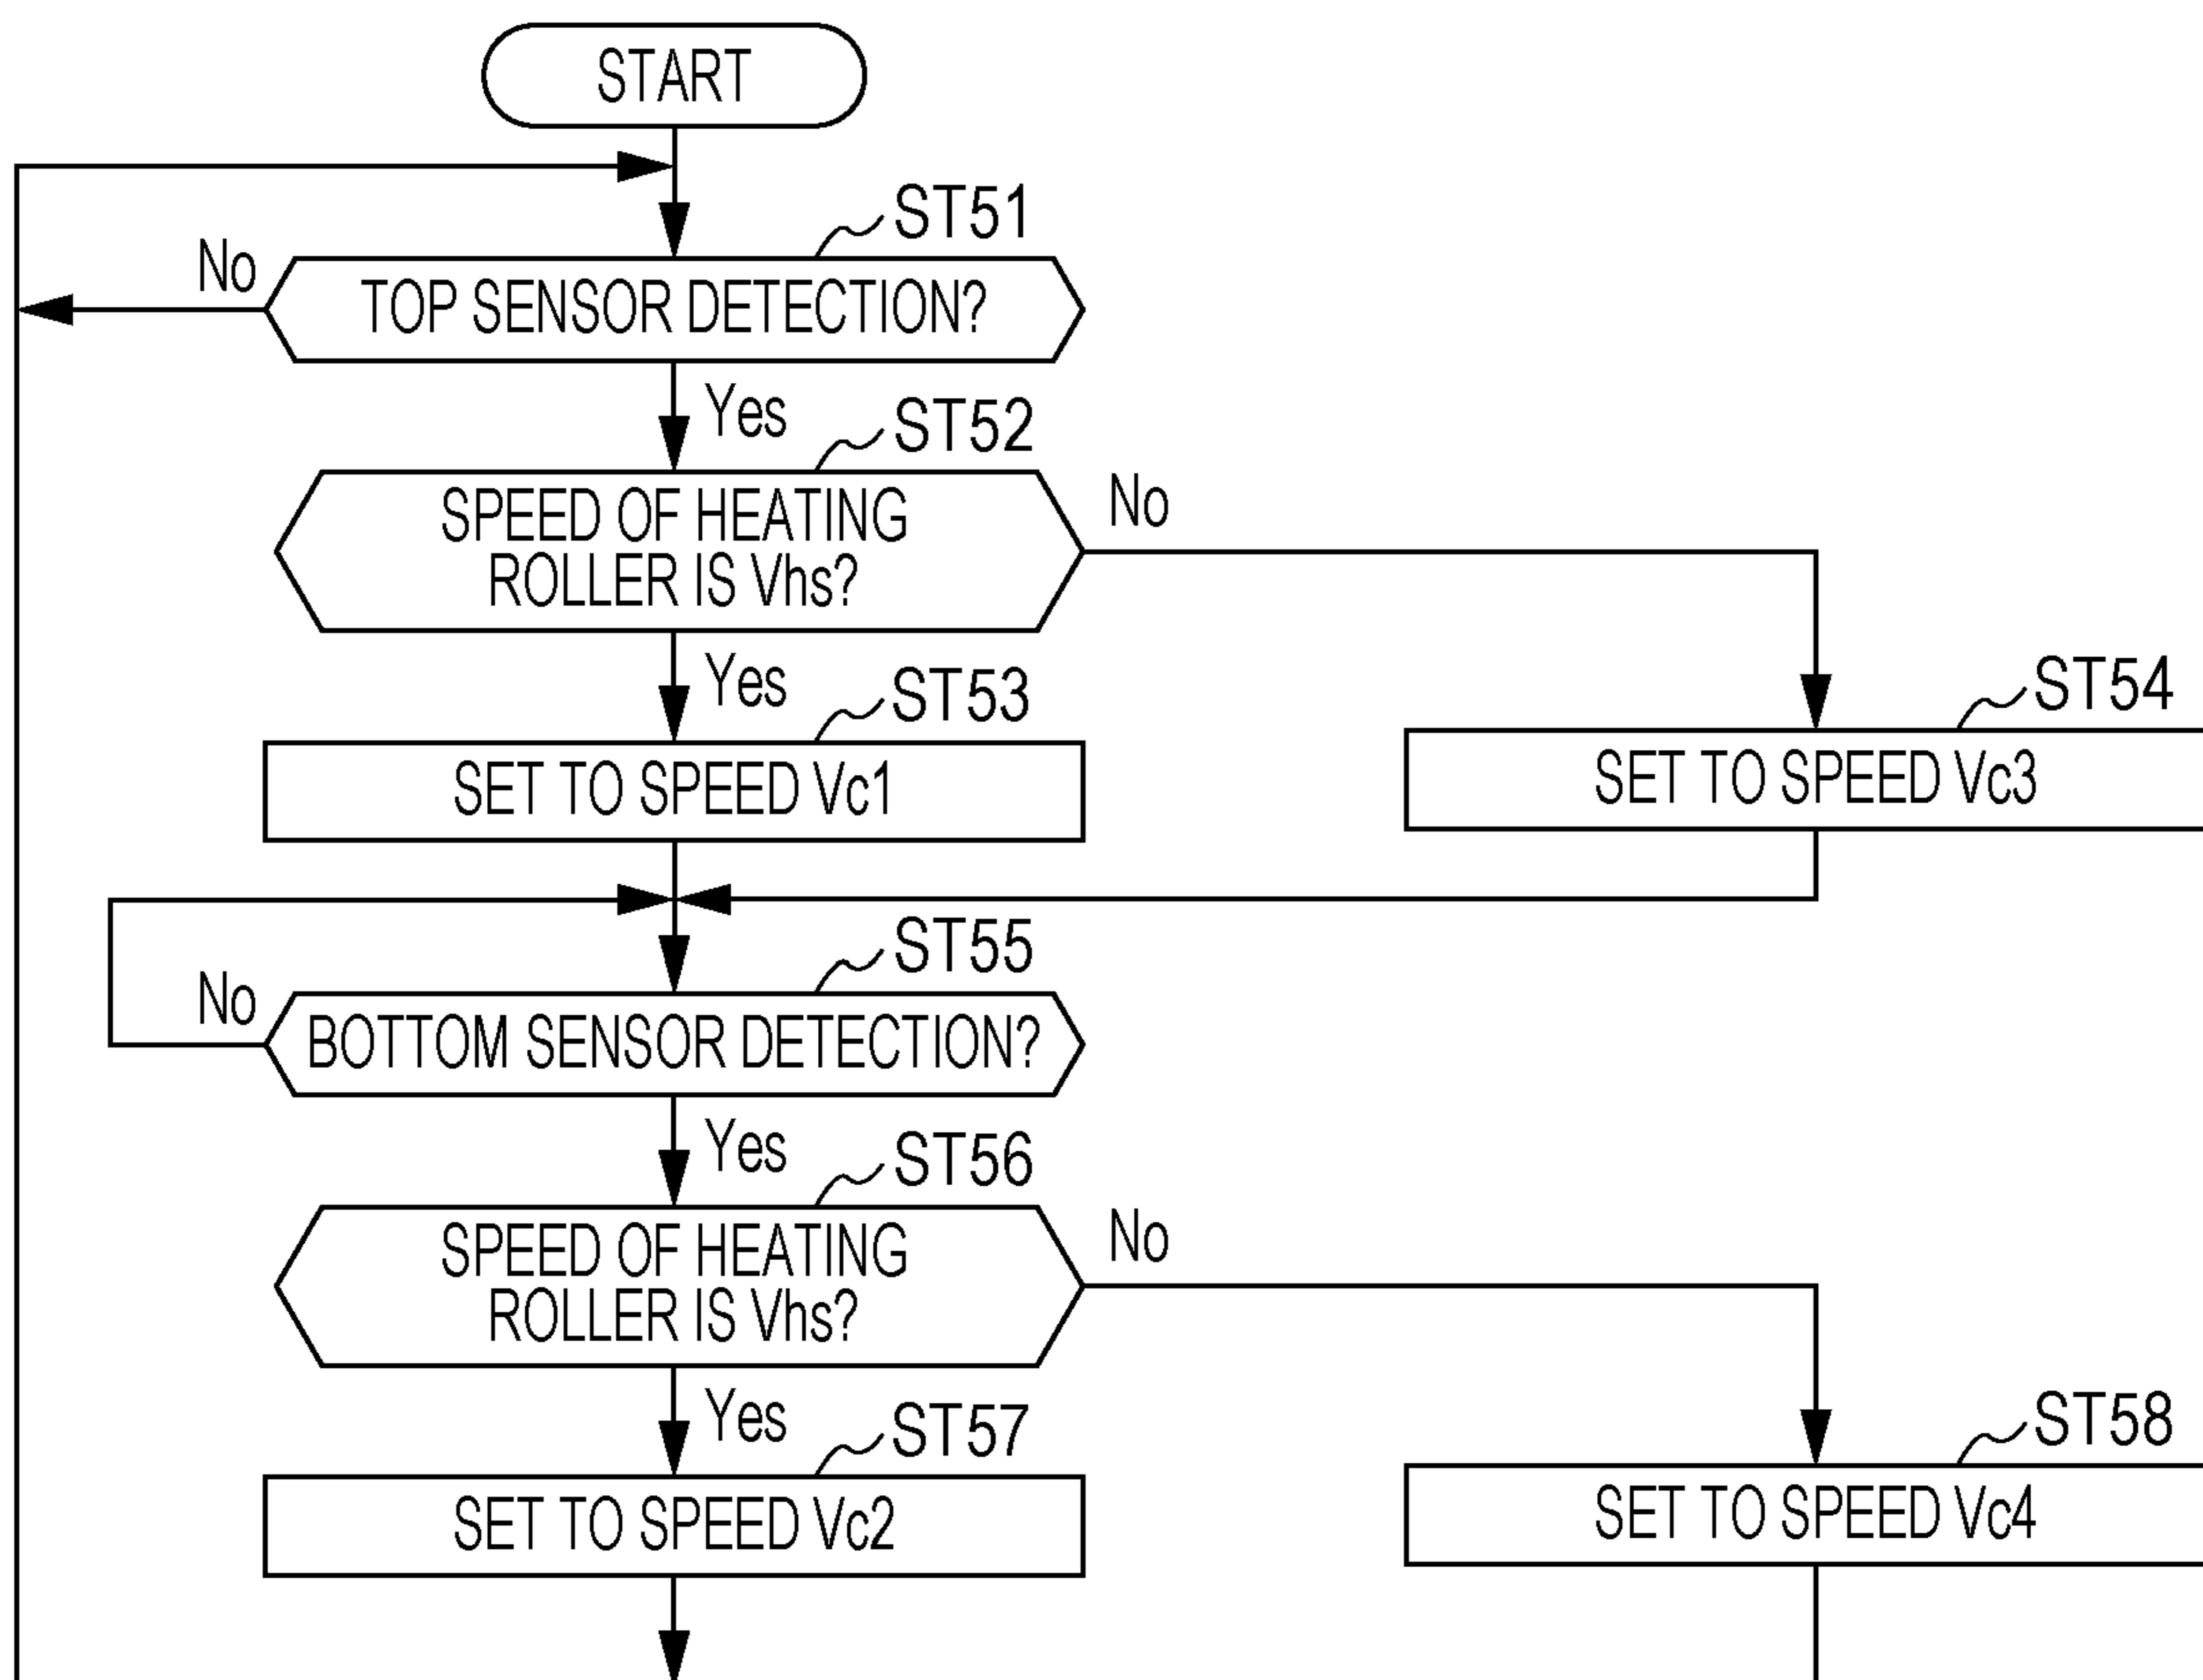 START
ST51
No
TOP SENSOR DETECTION?
Yes
ST52
SPEED OF HEATING
ROLLER IS Vhs?
No
Yes
ST53
SET TO SPEED Vc1
ST54
SET TO SPEED Vc3
ST55
No
BOTTOM SENSOR DETECTION?
Yes
ST56
SPEED OF HEATING
ROLLER IS Vhs?
No
Yes
ST57
SET TO SPEED Vc2
ST58
SET TO SPEED Vc4